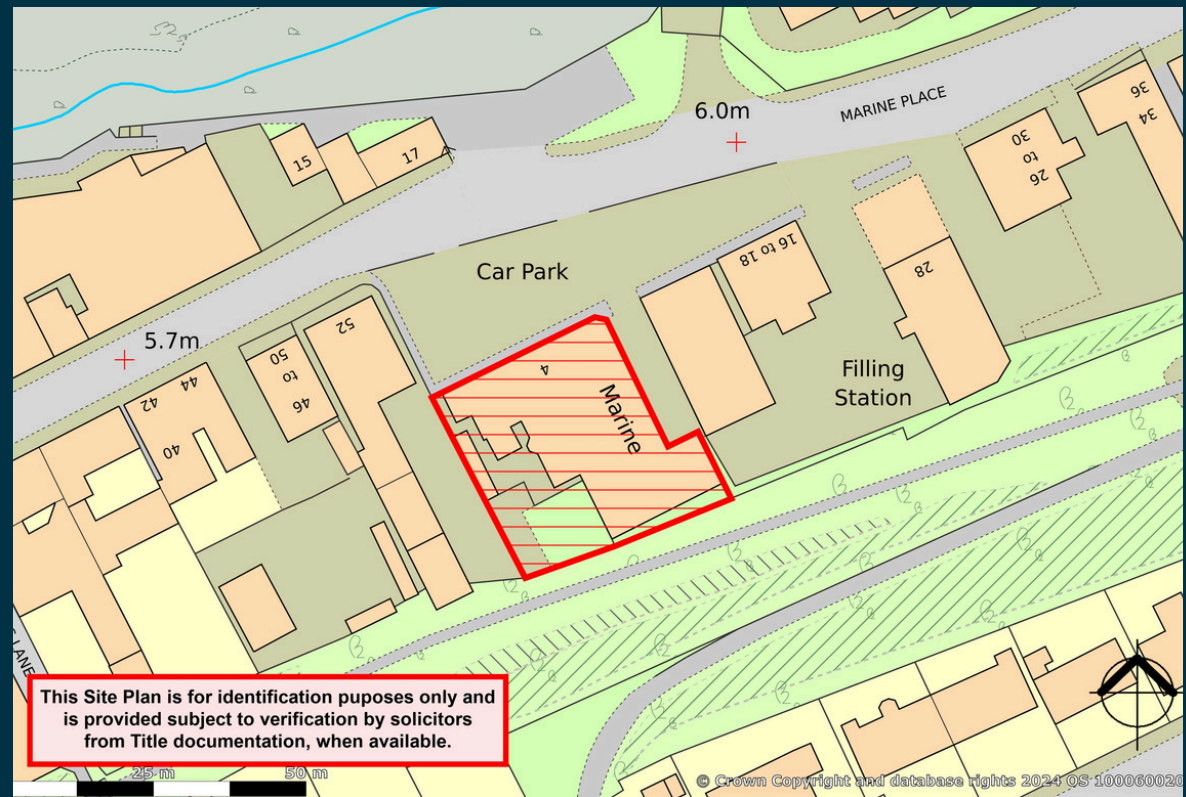 MARINE PLACE
6.0m
36
34
30
to
26
15
17
16 to 18
28
Car Park
5.7m
52
50
to
46
44
42
40
4
Marine
Filling
Station
LANE
This Site Plan is for identification puposes only and
is provided subject to verification by solicitors
from Title documentation, when available.
25 m
50 m
© Crown Copyright and database rights 2024 OS 100060020